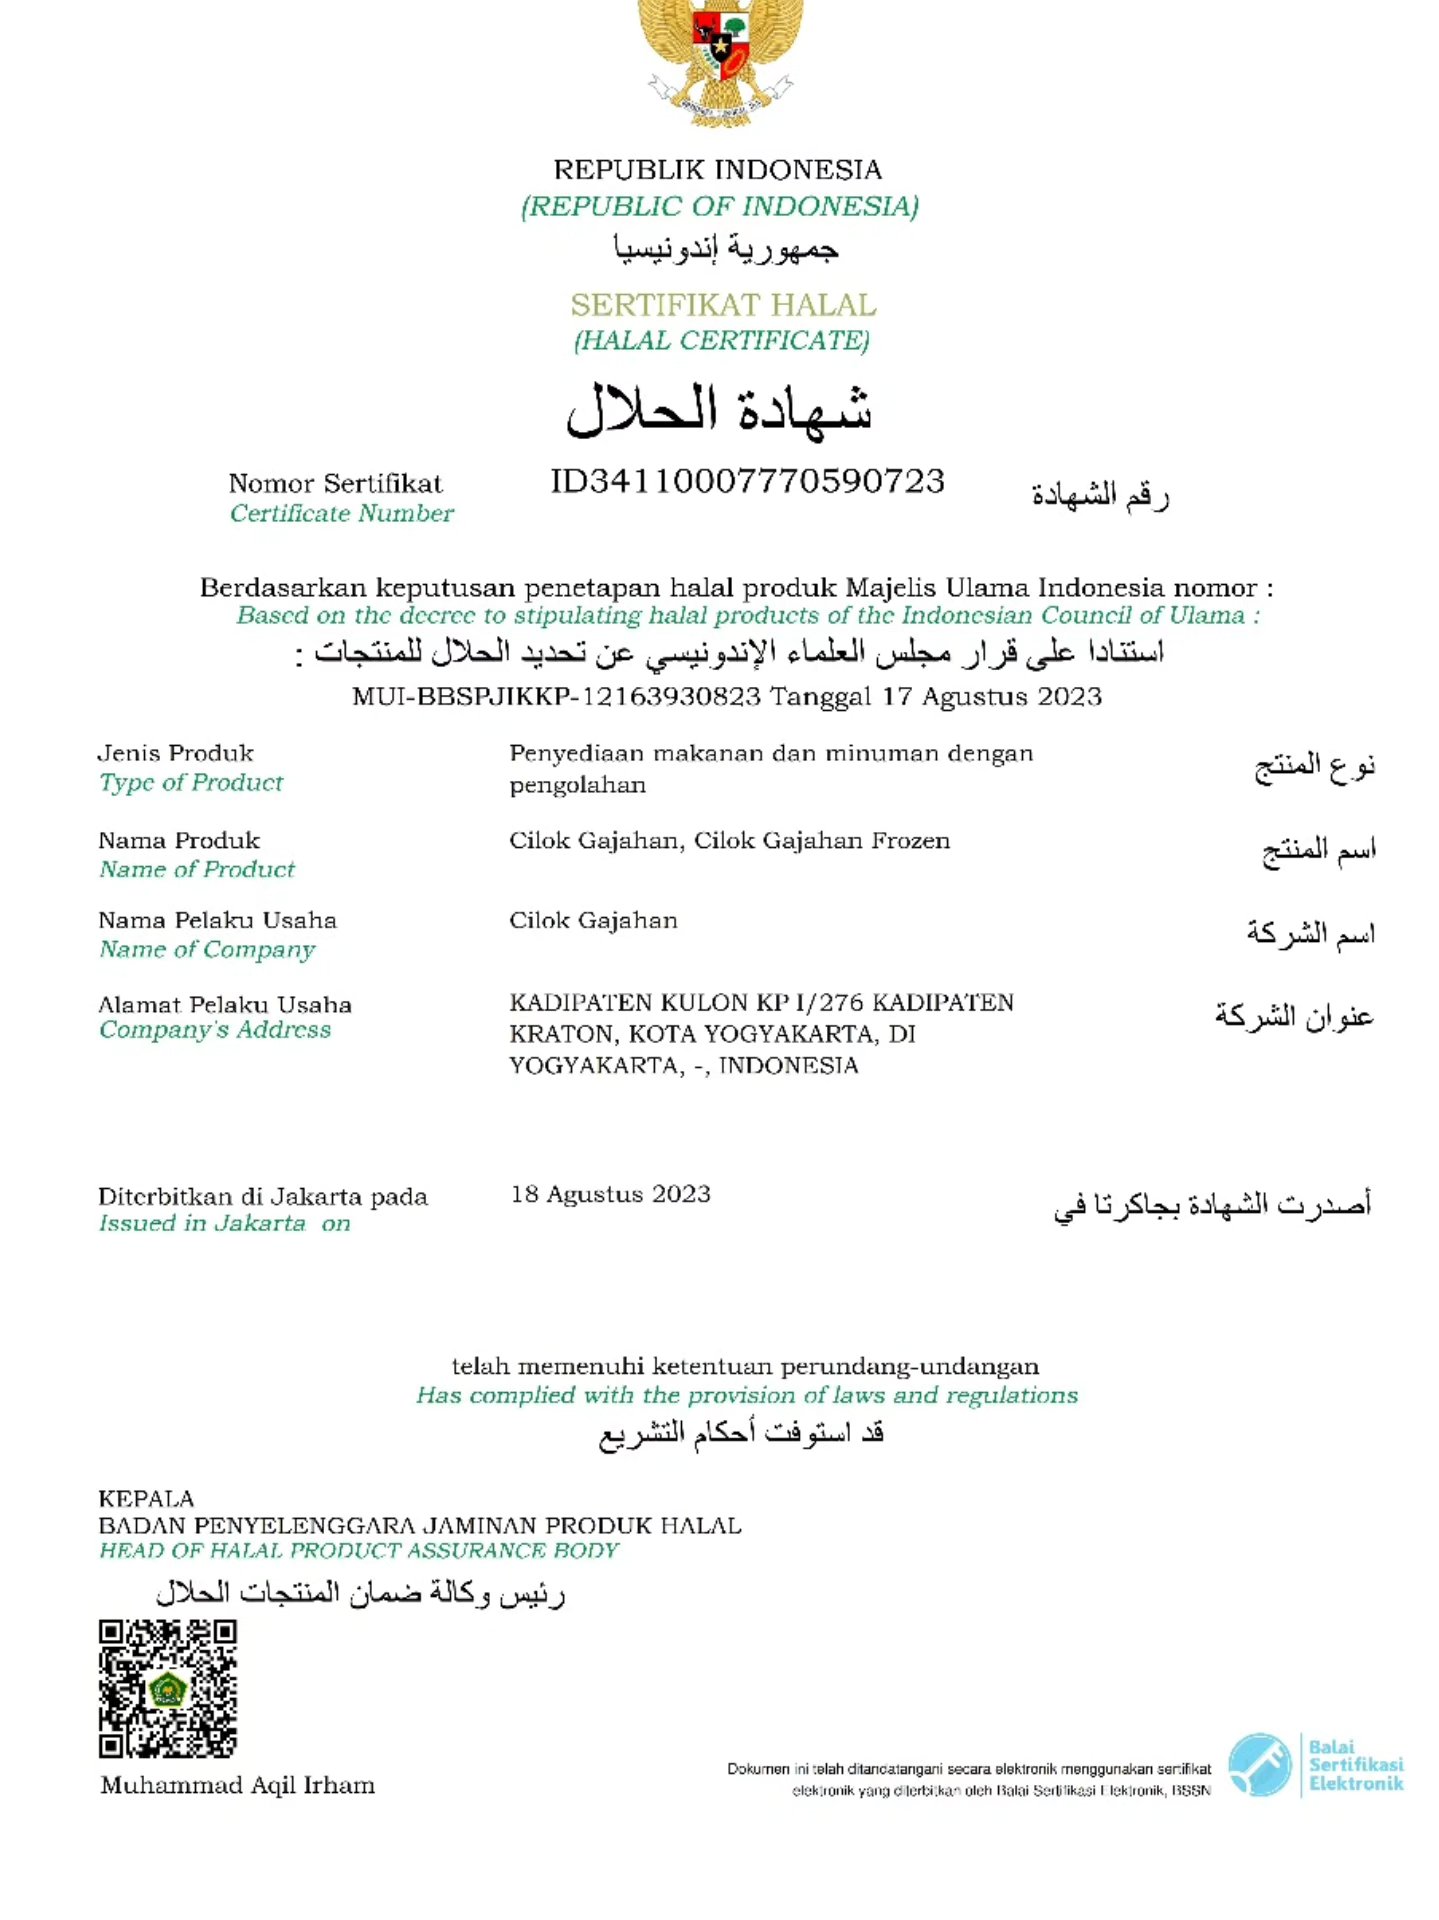 REPUBLIK INDONESIA
(REPUBLIC OF INDONESIA)
جمهورية إندونيسيا
SERTIFIKAT HALAL
(HALAL CERTIFICATE)
شهادة الحلال
Nomor Sertifikat ID34110007770590723 رقم الشهادة
Certificate Number
Berdasarkan keputusan penetapan halal produk Majelis Ulama Indonesia nomor :
Based on the decree to stipulating halal products of the Indonesian Council of Ulama :
استنادا على قرار مجلس العلماء الإندونيسي عن تحديد الحلال للمنتجات :
MUI-BBSPJIKKP-12163930823 Tanggal 17 Agustus 2023
Jenis Produk Penyediaan makanan dan minuman dengan نوع المنتج
Type of Product pengolahan
Nama Produk Cilok Gajahan, Cilok Gajahan Frozen اسم المنتج
Name of Product
Nama Pelaku Usaha Cilok Gajahan اسم الشركة
Name of Company
Alamat Pelaku Usaha KADIPATEN KULON KP I/276 KADIPATEN عنوان الشركة
Company's Address KRATON, KOTA YOGYAKARTA, DI
YOGYAKARTA, -, INDONESIA
Diterbitkan di Jakarta pada 18 Agustus 2023 أصدرت الشهادة بجاكرتا في
Issued in Jakarta on
telah memenuhi ketentuan perundang-undangan
Has complied with the provision of laws and regulations
قد استوفت أحكام التشريع
KEPALA
BADAN PENYELENGGARA JAMINAN PRODUK HALAL
HEAD OF HALAL PRODUCT ASSURANCE BODY
رئيس وكالة ضمان المنتجات الحلال
Muhammad Aqil Irham
Dokumen ini telah ditandatangani secara elektronik menggunakan sertifikat
elektronik yang diterbitkan oleh Balai Sertifikasi Elektronik, BSSN
Balai
Sertifikasi
Elektronik